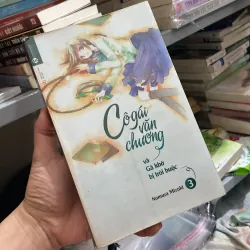 Cô gái
văn
chương
và
Gã khờ
bị trói buộc
3
Nomura Mizuki